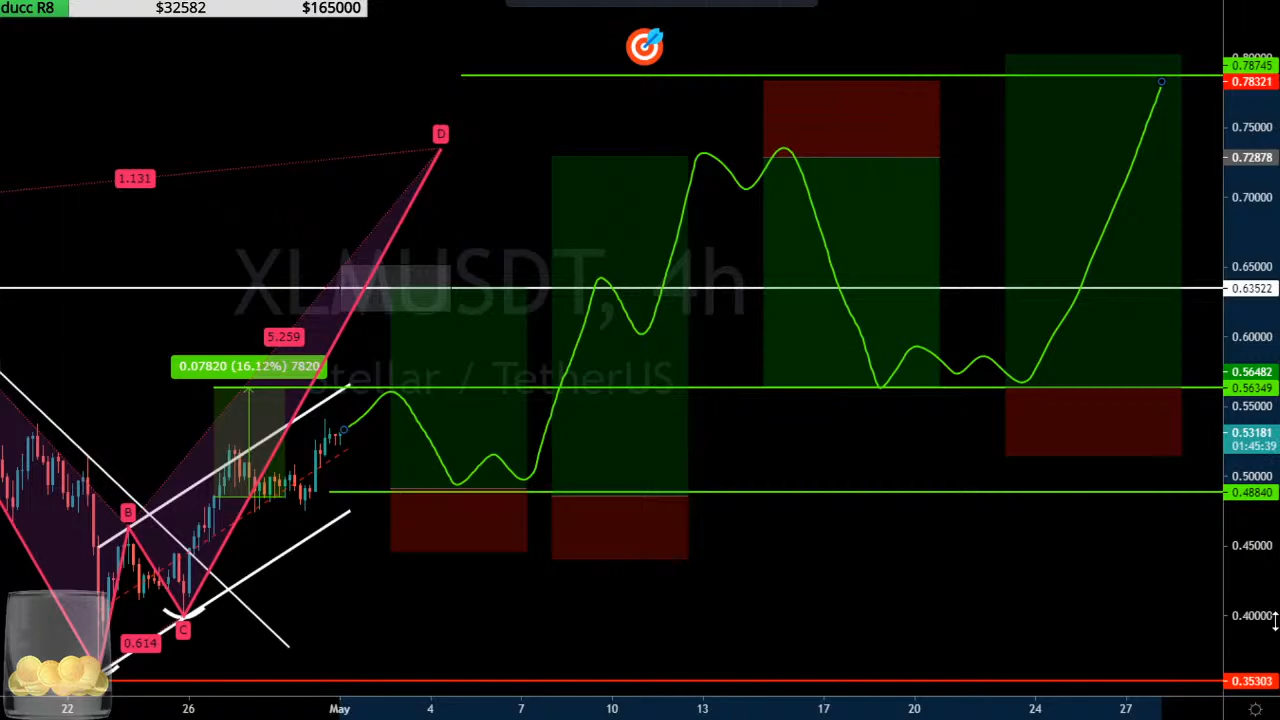 ducc R8 $32582 $165000
D
1.131
5.259
0.07820 (16.12%) 7820
B
C
0.614
XLMUSDT, 4h
Stellar / TetherUS
0.78745
0.78321
0.75000
0.72878
0.70000
0.65000
0.63522
0.60000
0.56482
0.56349
0.55000
0.53181
01:45:39
0.50000
0.48840
0.45000
0.40000
0.35303
22 26 May 4 7 10 13 17 20 24 27